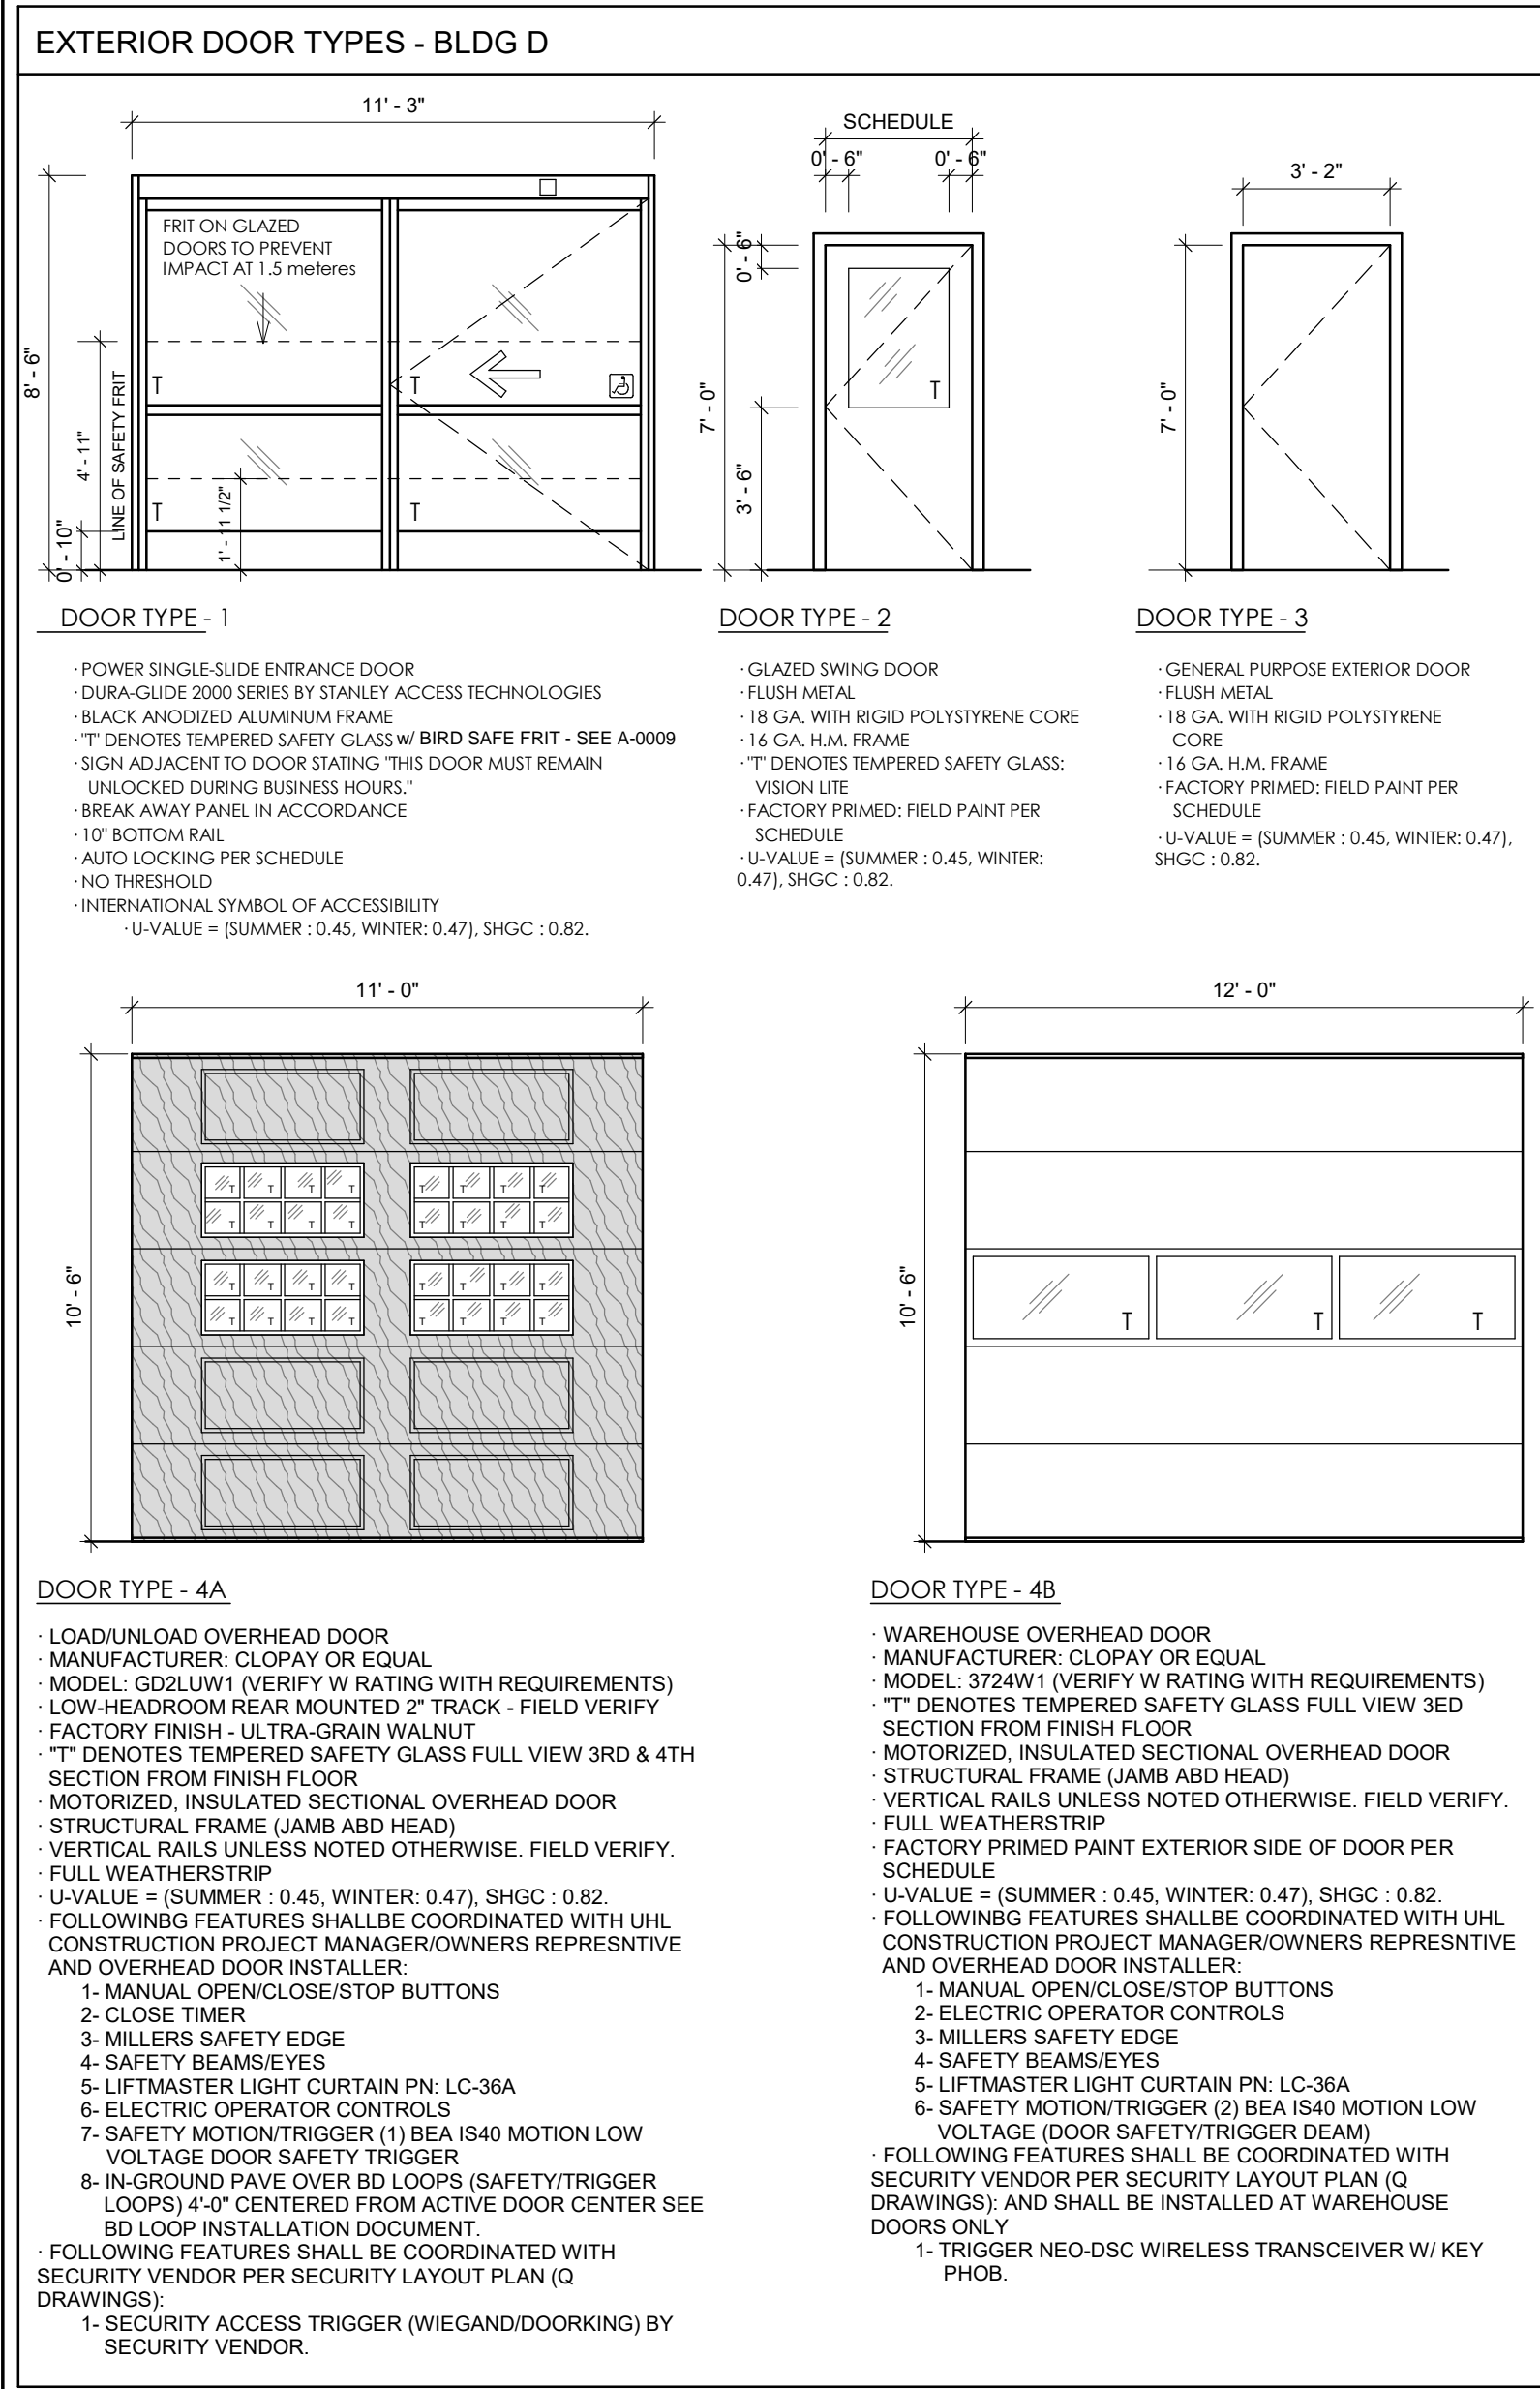 EXTERIOR DOOR TYPES - BLDG D
11' - 3"
8' - 6"
4' - 11"
0' - 10"
LINE OF SAFETY FRIT
1' - 11 1/2"
FRIT ON GLAZED
DOORS TO PREVENT
IMPACT AT 1.5 meteres
T
T
T
T
SCHEDULE
0' - 6"
0' - 6"
0' - 6"
7' - 0"
3' - 6"
T
3' - 2"
7' - 0"
DOOR TYPE - 1
· POWER SINGLE-SLIDE ENTRANCE DOOR
· DURA-GLIDE 2000 SERIES BY STANLEY ACCESS TECHNOLOGIES
· BLACK ANODIZED ALUMINUM FRAME
· "T" DENOTES TEMPERED SAFETY GLASS w/ BIRD SAFE FRIT - SEE A-0009
· SIGN ADJACENT TO DOOR STATING "THIS DOOR MUST REMAIN
UNLOCKED DURING BUSINESS HOURS."
· BREAK AWAY PANEL IN ACCORDANCE
· 10" BOTTOM RAIL
· AUTO LOCKING PER SCHEDULE
· NO THRESHOLD
· INTERNATIONAL SYMBOL OF ACCESSIBILITY
· U-VALUE = (SUMMER : 0.45, WINTER: 0.47), SHGC : 0.82.
DOOR TYPE - 2
· GLAZED SWING DOOR
· FLUSH METAL
· 18 GA. WITH RIGID POLYSTYRENE CORE
· 16 GA. H.M. FRAME
· "T" DENOTES TEMPERED SAFETY GLASS:
VISION LITE
· FACTORY PRIMED: FIELD PAINT PER
SCHEDULE
· U-VALUE = (SUMMER : 0.45, WINTER:
0.47), SHGC : 0.82.
DOOR TYPE - 3
· GENERAL PURPOSE EXTERIOR DOOR
· FLUSH METAL
· 18 GA. WITH RIGID POLYSTYRENE
CORE
· 16 GA. H.M. FRAME
· FACTORY PRIMED: FIELD PAINT PER
SCHEDULE
· U-VALUE = (SUMMER : 0.45, WINTER: 0.47),
SHGC : 0.82.
11' - 0"
10' - 6"
T T T T T T T T
T T T T T T T T
T T T T T T T T
T T T T T T T T
12' - 0"
10' - 6"
T T T
DOOR TYPE - 4A
· LOAD/UNLOAD OVERHEAD DOOR
· MANUFACTURER: CLOPAY OR EQUAL
· MODEL: GD2LUW1 (VERIFY W RATING WITH REQUIREMENTS)
· LOW-HEADROOM REAR MOUNTED 2" TRACK - FIELD VERIFY
· FACTORY FINISH - ULTRA-GRAIN WALNUT
· "T" DENOTES TEMPERED SAFETY GLASS FULL VIEW 3RD & 4TH
SECTION FROM FINISH FLOOR
· MOTORIZED, INSULATED SECTIONAL OVERHEAD DOOR
· STRUCTURAL FRAME (JAMB ABD HEAD)
· VERTICAL RAILS UNLESS NOTED OTHERWISE. FIELD VERIFY.
· FULL WEATHERSTRIP
· U-VALUE = (SUMMER : 0.45, WINTER: 0.47), SHGC : 0.82.
· FOLLOWINBG FEATURES SHALLBE COORDINATED WITH UHL
CONSTRUCTION PROJECT MANAGER/OWNERS REPRESNTIVE
AND OVERHEAD DOOR INSTALLER:
1- MANUAL OPEN/CLOSE/STOP BUTTONS
2- CLOSE TIMER
3- MILLERS SAFETY EDGE
4- SAFETY BEAMS/EYES
5- LIFTMASTER LIGHT CURTAIN PN: LC-36A
6- ELECTRIC OPERATOR CONTROLS
7- SAFETY MOTION/TRIGGER (1) BEA IS40 MOTION LOW
VOLTAGE DOOR SAFETY TRIGGER
8- IN-GROUND PAVE OVER BD LOOPS (SAFETY/TRIGGER
LOOPS) 4'-0" CENTERED FROM ACTIVE DOOR CENTER SEE
BD LOOP INSTALLATION DOCUMENT.
· FOLLOWING FEATURES SHALL BE COORDINATED WITH
SECURITY VENDOR PER SECURITY LAYOUT PLAN (Q
DRAWINGS):
1- SECURITY ACCESS TRIGGER (WIEGAND/DOORKING) BY
SECURITY VENDOR.
DOOR TYPE - 4B
· WAREHOUSE OVERHEAD DOOR
· MANUFACTURER: CLOPAY OR EQUAL
· MODEL: 3724W1 (VERIFY W RATING WITH REQUIREMENTS)
· "T" DENOTES TEMPERED SAFETY GLASS FULL VIEW 3ED
SECTION FROM FINISH FLOOR
· MOTORIZED, INSULATED SECTIONAL OVERHEAD DOOR
· STRUCTURAL FRAME (JAMB ABD HEAD)
· VERTICAL RAILS UNLESS NOTED OTHERWISE. FIELD VERIFY.
· FULL WEATHERSTRIP
· FACTORY PRIMED PAINT EXTERIOR SIDE OF DOOR PER
SCHEDULE
· U-VALUE = (SUMMER : 0.45, WINTER: 0.47), SHGC : 0.82.
· FOLLOWINBG FEATURES SHALLBE COORDINATED WITH UHL
CONSTRUCTION PROJECT MANAGER/OWNERS REPRESNTIVE
AND OVERHEAD DOOR INSTALLER:
1- MANUAL OPEN/CLOSE/STOP BUTTONS
2- ELECTRIC OPERATOR CONTROLS
3- MILLERS SAFETY EDGE
4- SAFETY BEAMS/EYES
5- LIFTMASTER LIGHT CURTAIN PN: LC-36A
6- SAFETY MOTION/TRIGGER (2) BEA IS40 MOTION LOW
VOLTAGE (DOOR SAFETY/TRIGGER DEAM)
· FOLLOWING FEATURES SHALL BE COORDINATED WITH
SECURITY VENDOR PER SECURITY LAYOUT PLAN (Q
DRAWINGS): AND SHALL BE INSTALLED AT WAREHOUSE
DOORS ONLY
1- TRIGGER NEO-DSC WIRELESS TRANSCEIVER W/ KEY
PHOB.